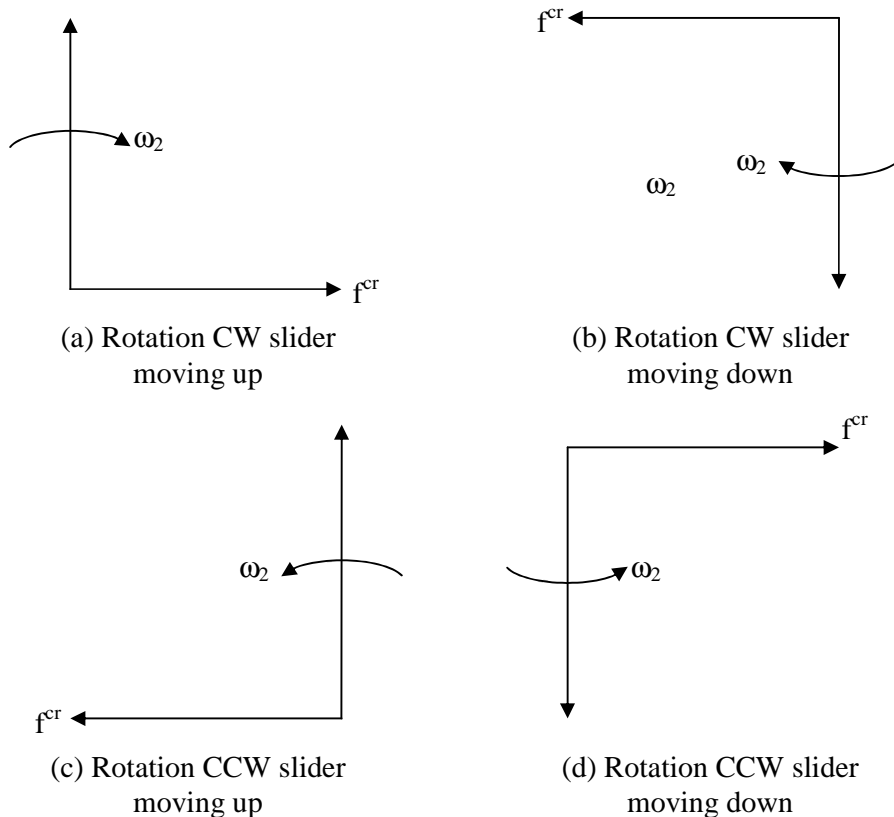 f^cr
ω₂
ω₂
ω₂
f^cr
(a) Rotation CW slider
moving up
(b) Rotation CW slider
moving down
f^cr
ω₂
ω₂
f^cr
(c) Rotation CCW slider
moving up
(d) Rotation CCW slider
moving down